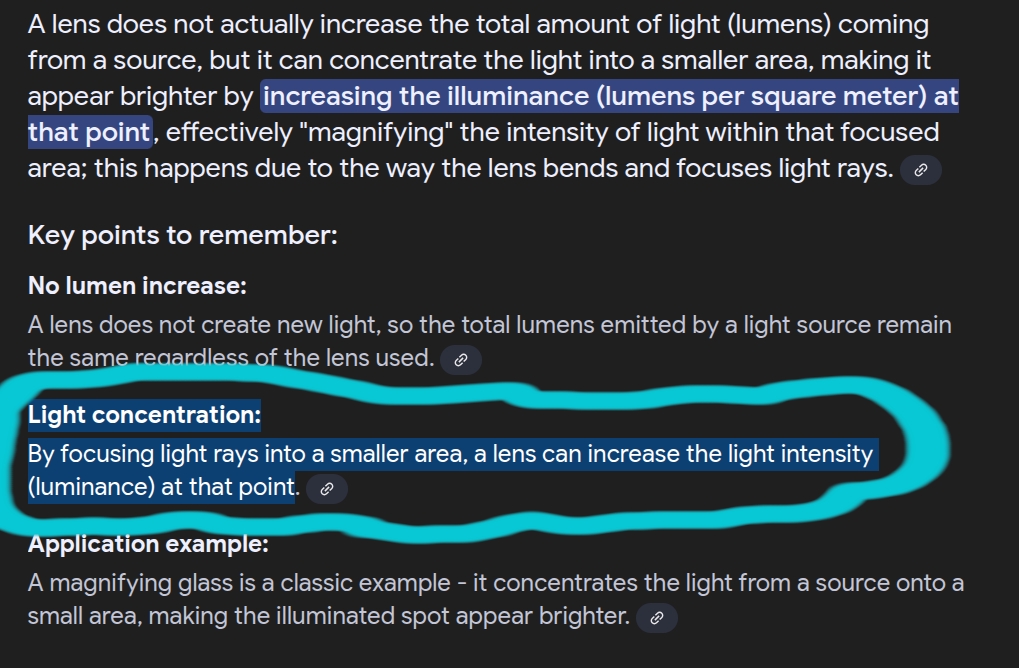 A lens does not actually increase the total amount of light (lumens) coming
from a source, but it can concentrate the light into a smaller area, making it
appear brighter by increasing the illuminance (lumens per square meter) at
that point, effectively "magnifying" the intensity of light within that focused
area; this happens due to the way the lens bends and focuses light rays.
Key points to remember:
No lumen increase:
A lens does not create new light, so the total lumens emitted by a light source remain
the same regardless of the lens used.
Light concentration:
By focusing light rays into a smaller area, a lens can increase the light intensity
(luminance) at that point.
Application example:
A magnifying glass is a classic example - it concentrates the light from a source onto a
small area, making the illuminated spot appear brighter.